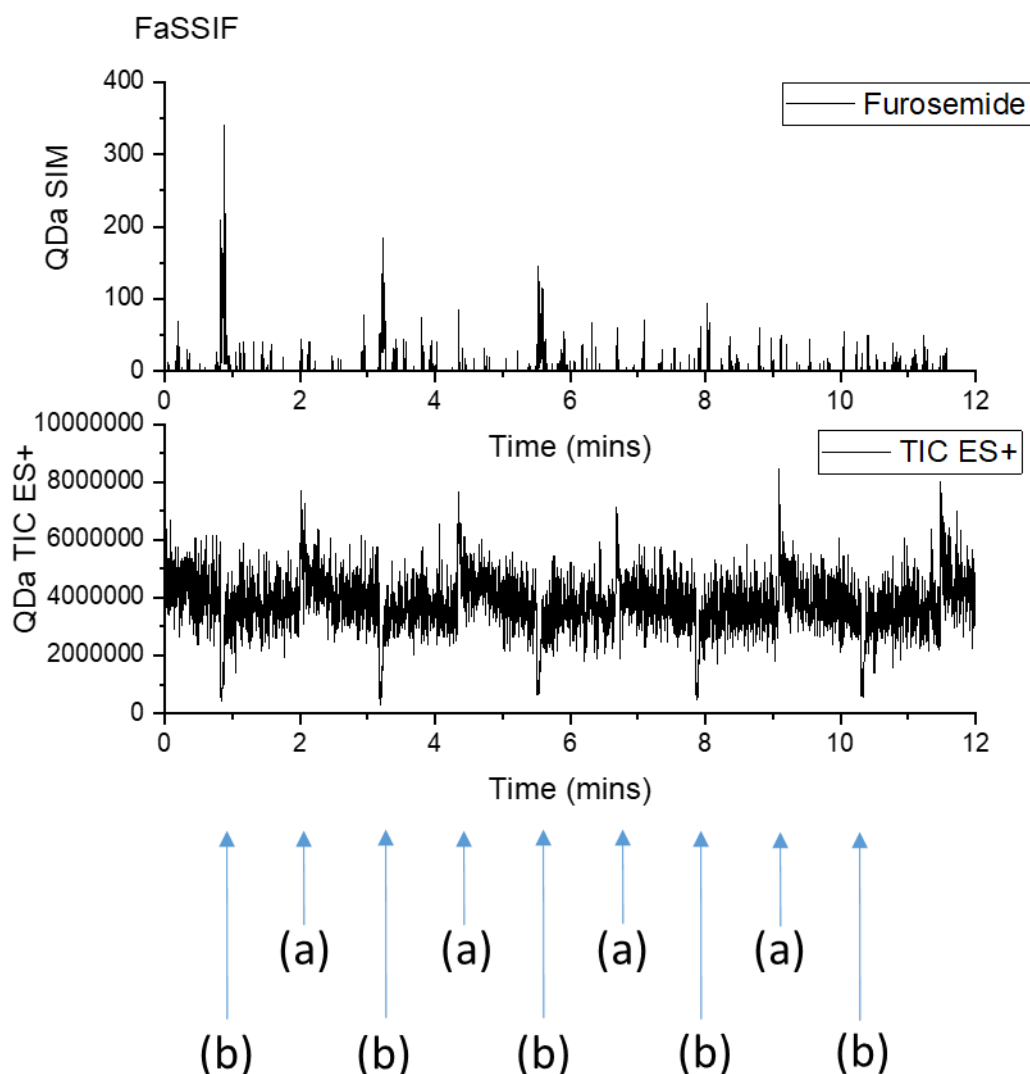 FaSSIF
QDa SIM
400
300
200
100
0
Furosemide
0 2 4 6 8 10 12
Time (mins)
QDa TIC ES+
10000000
8000000
6000000
4000000
2000000
0
TIC ES+
0 2 4 6 8 10 12
Time (mins)
(a) (a) (a) (a)
(b) (b) (b) (b) (b)